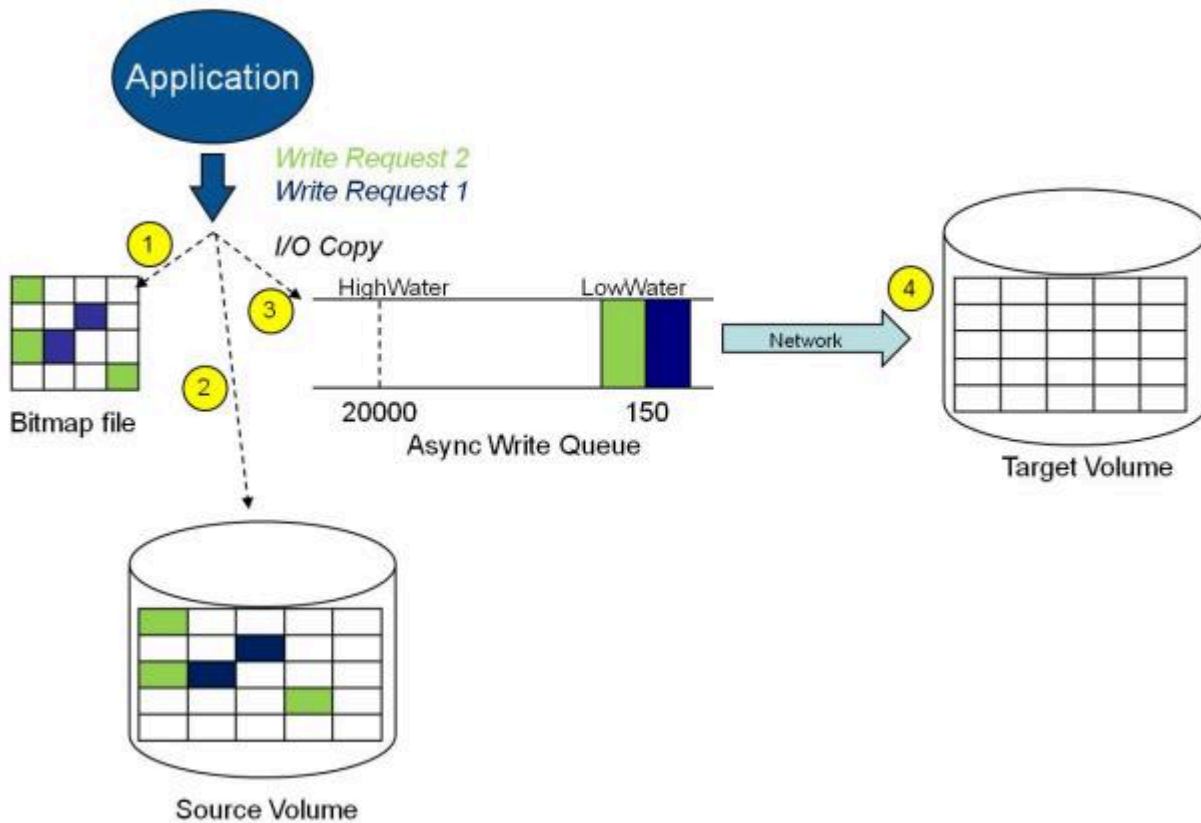 Application
Write Request 2
Write Request 1
I/O Copy
1
2
3
4
HighWater
LowWater
20000
150
Async Write Queue
Network
Bitmap file
Target Volume
Source Volume